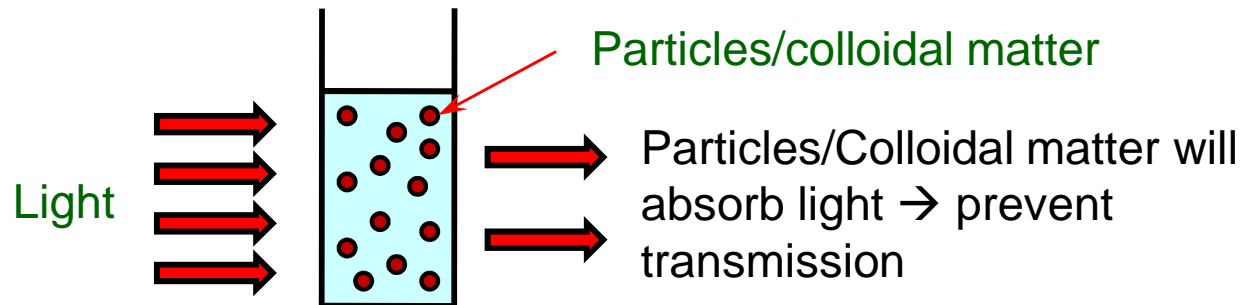 Particles/colloidal matter
Light
Particles/Colloidal matter will
absorb light → prevent
transmission